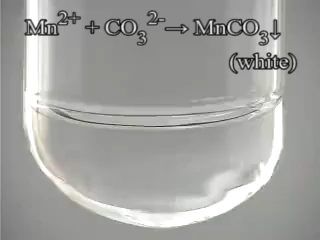 Mn²⁺ + CO₃²⁻ → MnCO₃↓
(white)